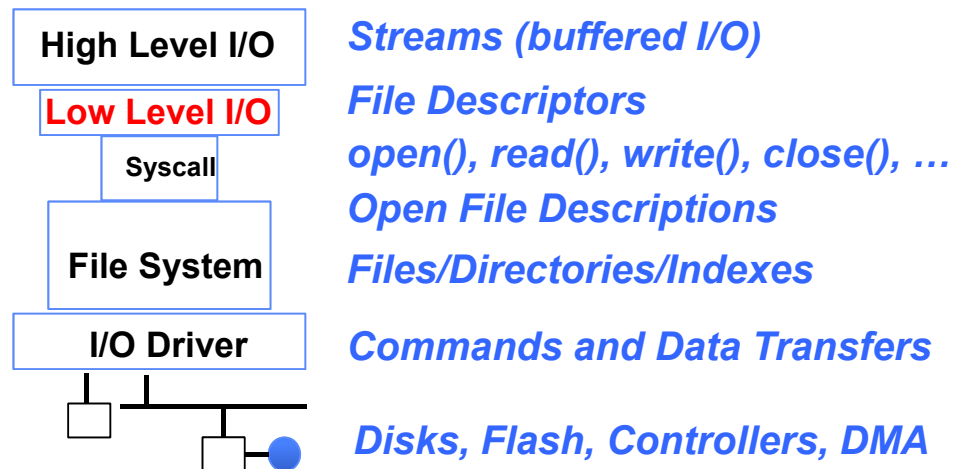 High Level I/O Streams (buffered I/O)
Low Level I/O File Descriptors
Syscall open(), read(), write(), close(), …
Open File Descriptions
File System Files/Directories/Indexes
I/O Driver Commands and Data Transfers
Disks, Flash, Controllers, DMA